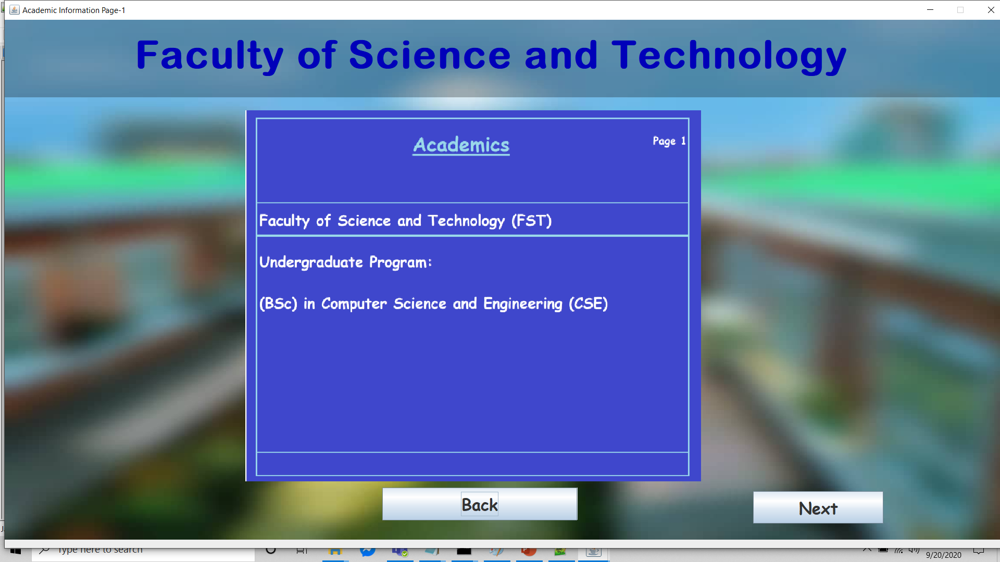 Academic Information Page-1
Faculty of Science and Technology
Academics
Page 1
Faculty of Science and Technology (FST)
Undergraduate Program:
(BSc) in Computer Science and Engineering (CSE)
Back
Next
Type here to search
9/20/2020